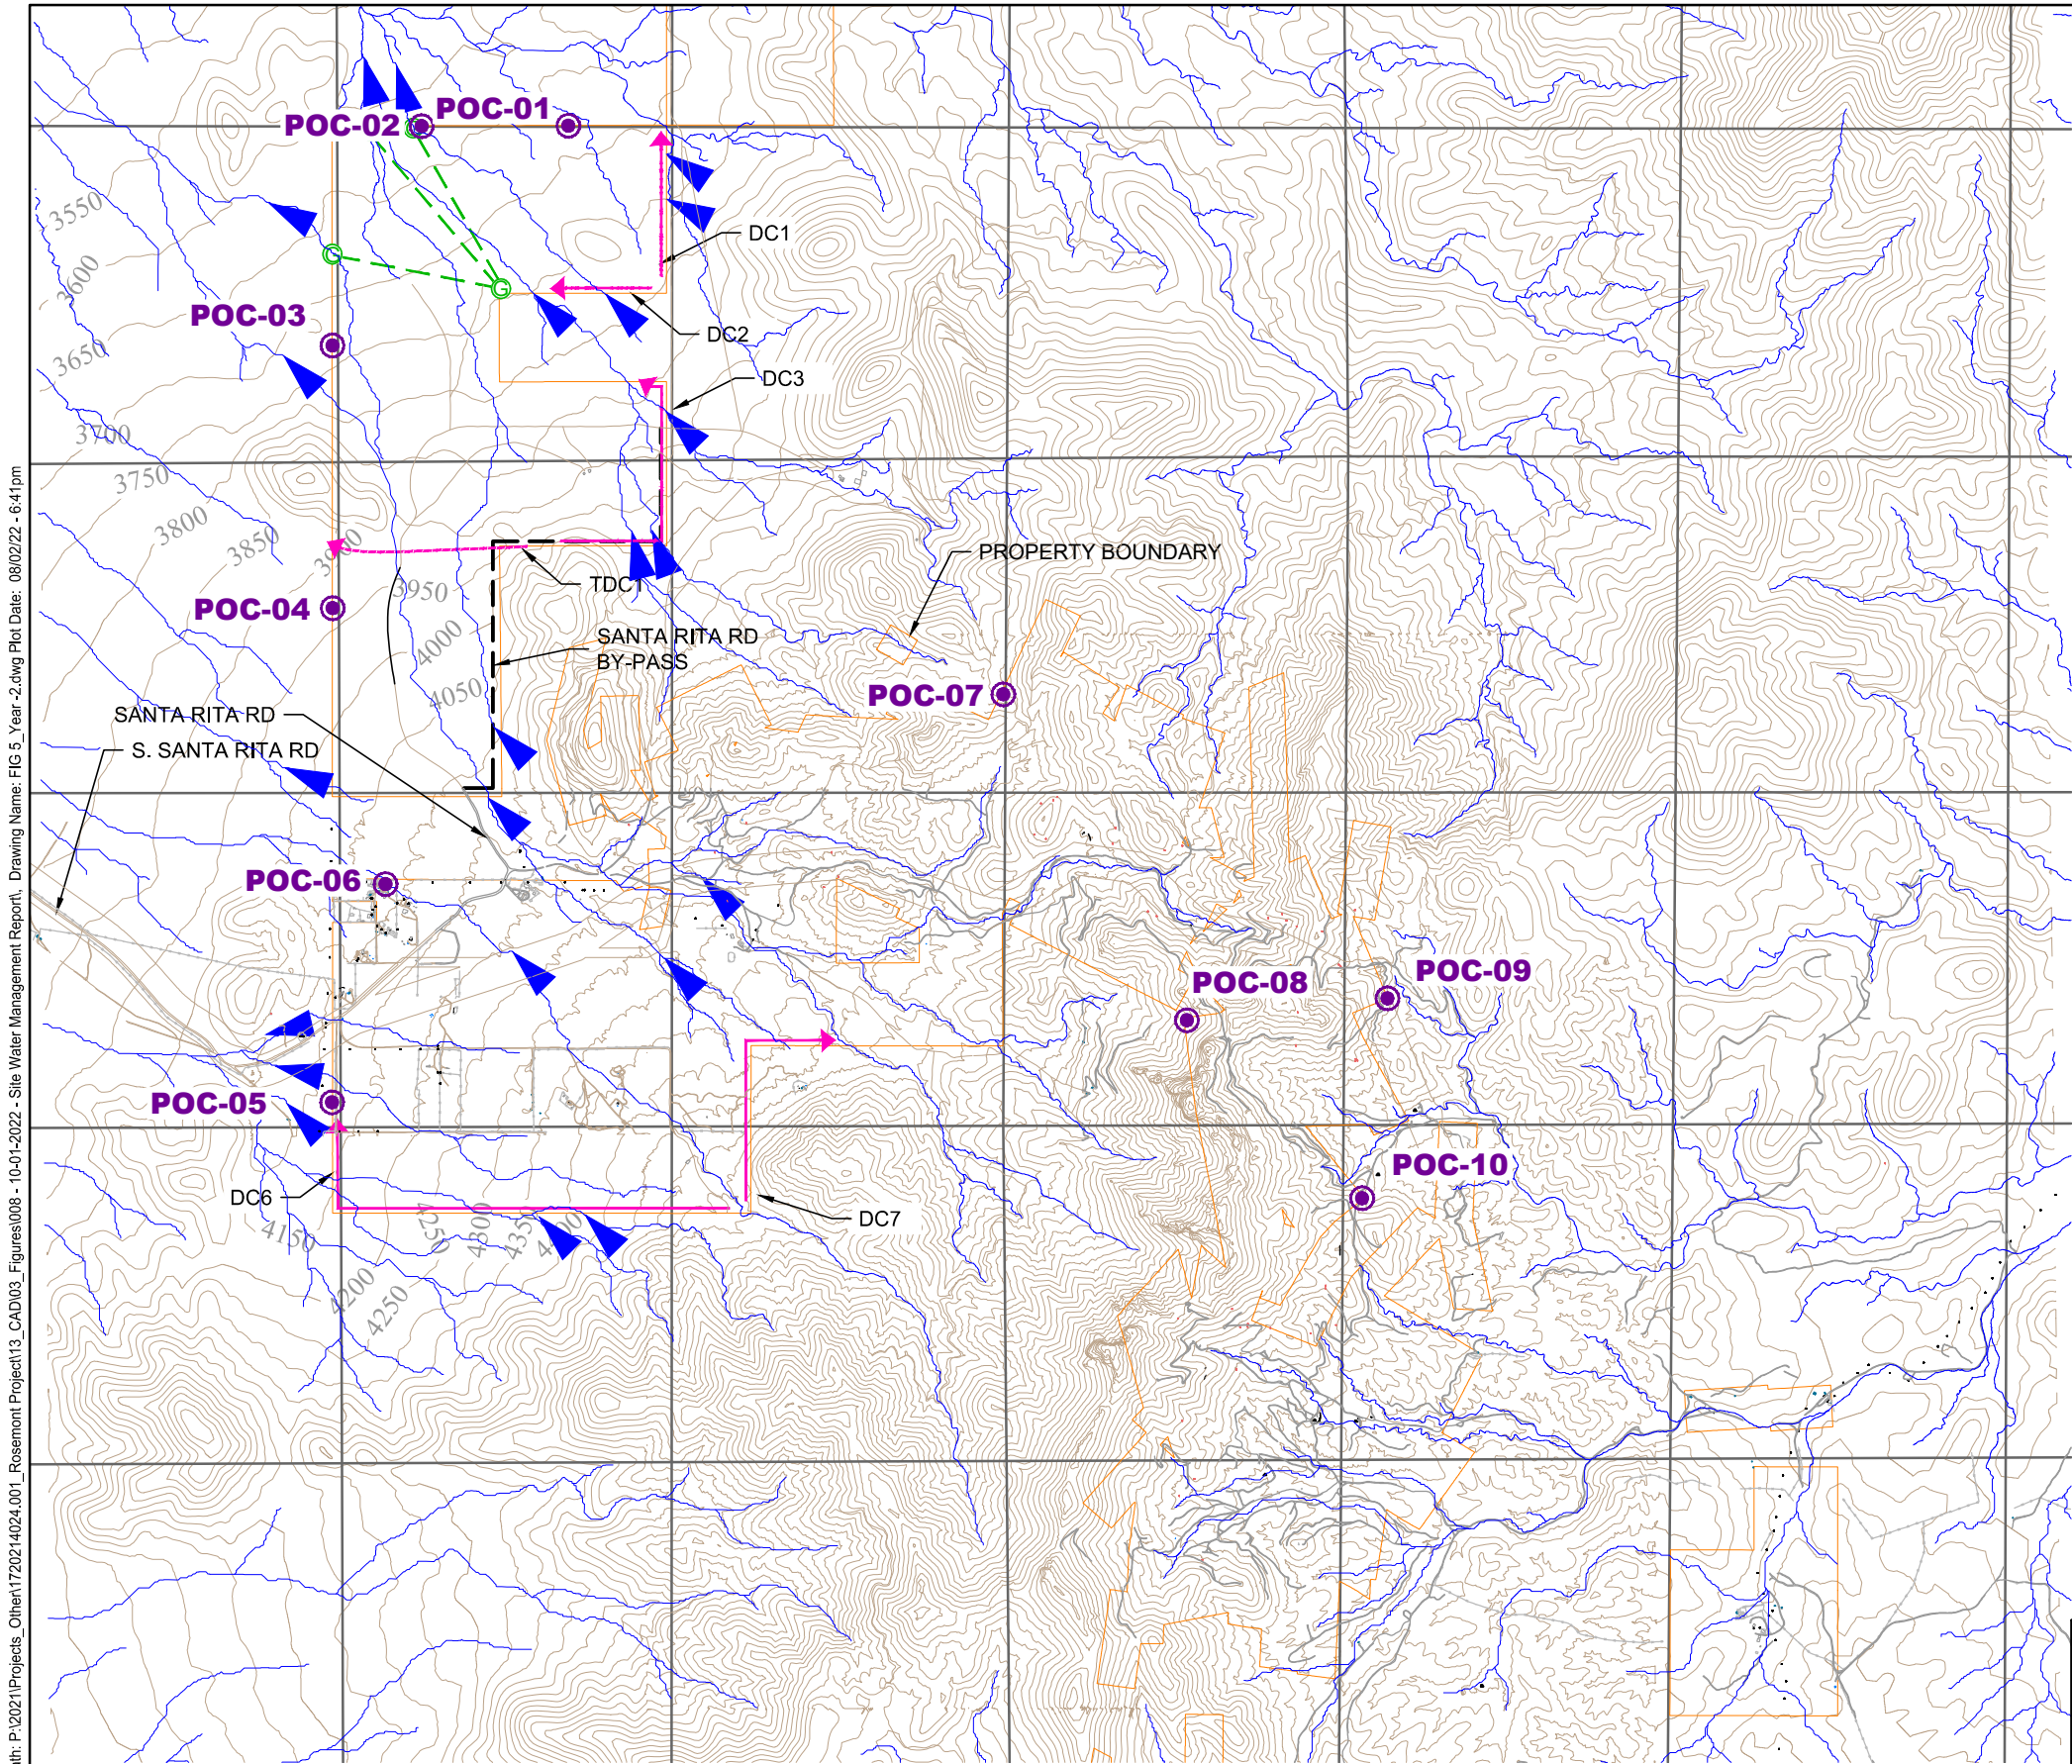 POC-01
POC-02
3550
DC1
3600
POC-03
DC2
3650
DC3
3700
3750
3800
3850
3900
PROPERTY BOUNDARY
3950
TDC1
POC-04
4000
SANTA RITA RD
BY-PASS
4050
POC-07
SANTA RITA RD
S. SANTA RITA RD
POC-06
POC-09
POC-08
POC-05
POC-10
DC6
DC7
4150
4250
4300
4350
4400
4200
4250
G
ath: P:\2021\Projects_Other\1720214024.001_Rosemont Project\13_CAD\03_Figures\008 - 10-01-2022 - Site Water Management Report\, Drawing Name: FIG 5_Year -2.dwg Plot Date: 08/02/22 - 6:41pm